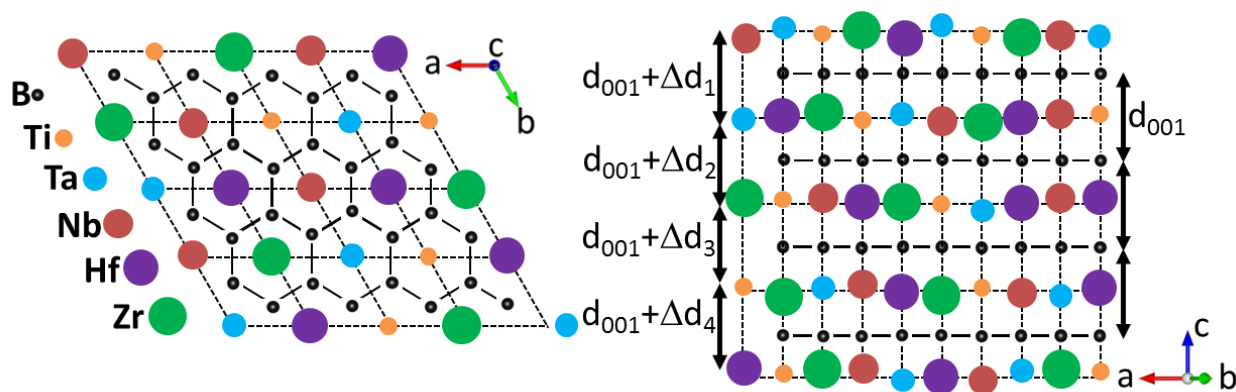 B
Ti
Ta
Nb
Hf
Zr
a
c
b
d₀₀₁+Δd₁
d₀₀₁+Δd₂
d₀₀₁+Δd₃
d₀₀₁+Δd₄
d₀₀₁
c
a
b